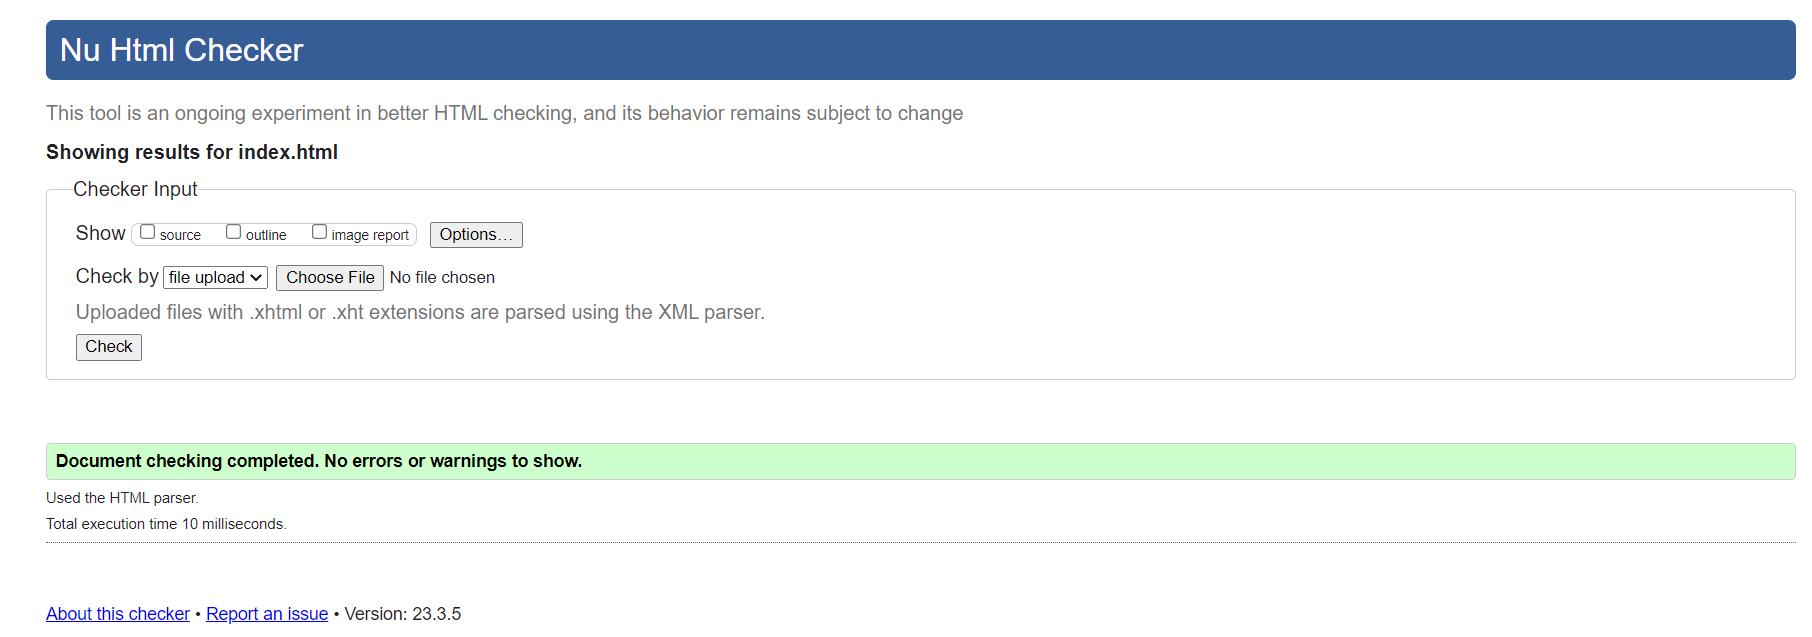 Nu Html Checker
This tool is an ongoing experiment in better HTML checking, and its behavior remains subject to change
Showing results for index.html
Checker Input
Show source outline image report Options...
Check by file upload Choose File No file chosen
Uploaded files with .xhtml or .xht extensions are parsed using the XML parser.
Check
Document checking completed. No errors or warnings to show.
Used the HTML parser.
Total execution time 10 milliseconds.
About this checker • Report an issue • Version: 23.3.5